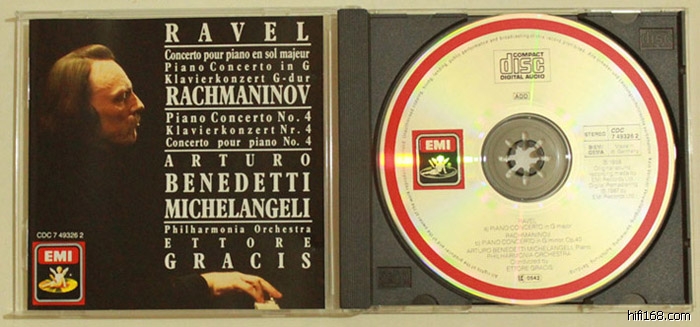 RAVEL
Concerto pour piano en sol majeur
Piano Concerto in G
Klavierkonzert G-dur
RACHMANINOV
Piano Concerto No. 4
Klavierkonzert Nr. 4
Concerto pour piano No. 4
ARTURO
BENEDETTI
MICHELANGELI
Philharmonia Orchestra
ETTORE
GRACIS
CDC 7 49326 2
EMI
COMPACT
disc
DIGITAL AUDIO
ADD
EMI
STEREO
CDC
7 49326 2
RAVEL
PIANO CONCERTO in G major
RACHMANINOV
PIANO CONCERTO in G minor, Op.40
ARTURO BENEDETTI MICHELANGELI, Piano
PHILHARMONIA ORCHESTRA
Conducted by
ETTORE GRACIS
hifi168.com